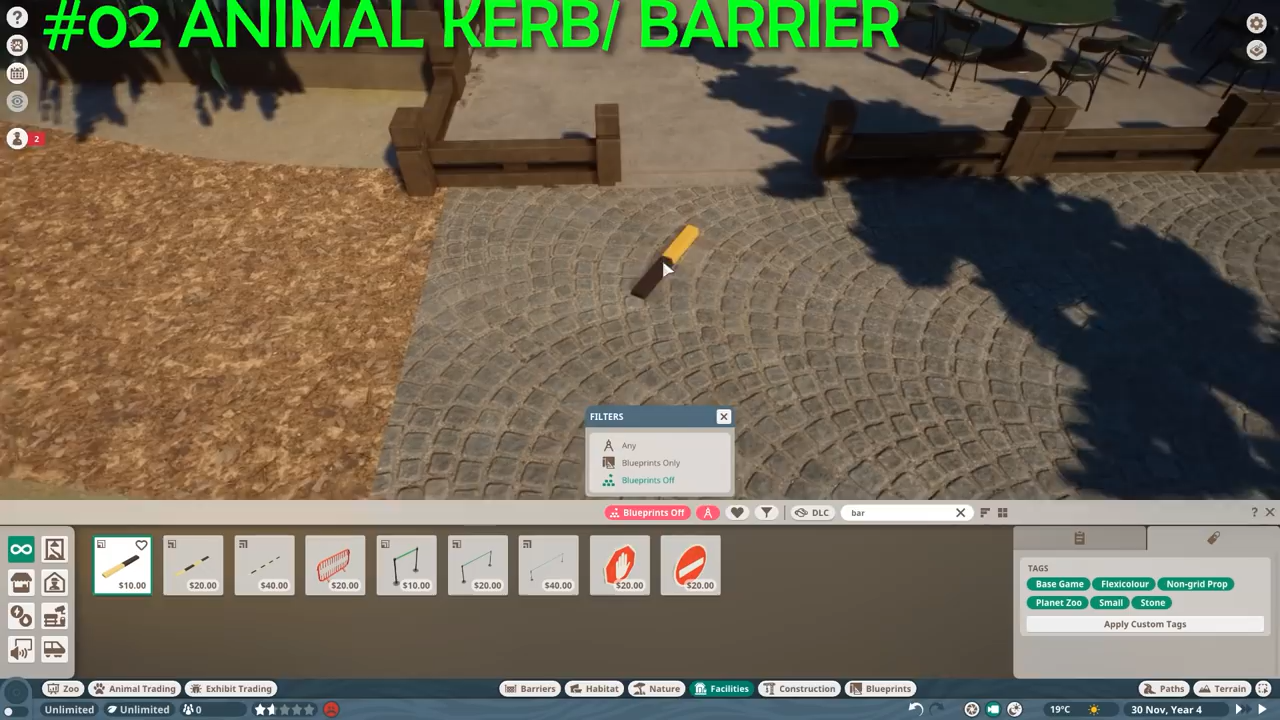 #02 ANIMAL KERB/ BARRIER
2
FILTERS
Any
Blueprints Only
Blueprints Off
Blueprints Off
DLC
bar
?
$10.00
$20.00
$40.00
$20.00
$10.00
$20.00
$40.00
$20.00
$20.00
TAGS
Base Game
Flexicolour
Non-grid Prop
Planet Zoo
Small
Stone
Apply Custom Tags
Zoo
Animal Trading
Exhibit Trading
Barriers
Habitat
Nature
Facilities
Construction
Blueprints
Paths
Terrain
Unlimited
Unlimited
0
19°C
30 Nov, Year 4